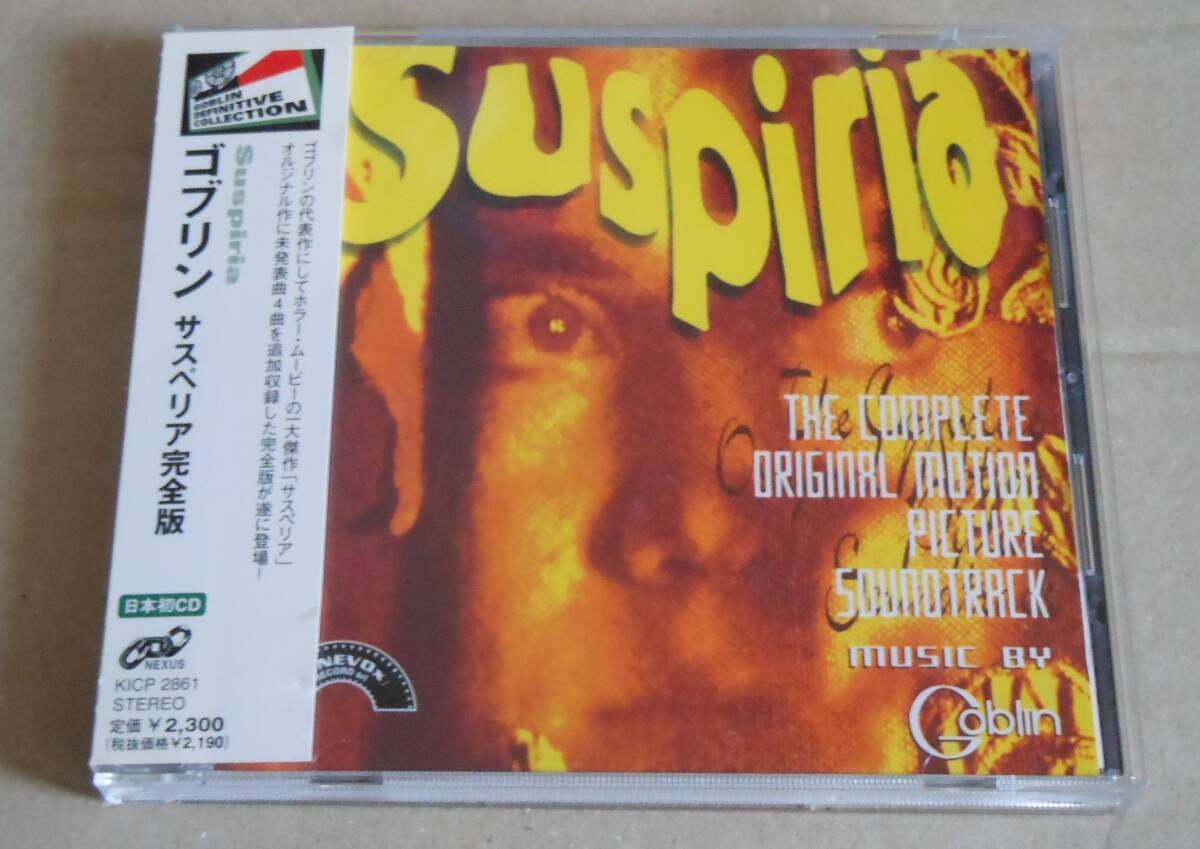 GOBLIN
DEFINITIVE
COLLECTION
Suspiria
ゴブリン サスペリア完全版
ゴブリンの代表作にしてホラー・ムービーの一大傑作「サスペリア」
オルジナル作に未発表曲4曲を追加収録した完全版が遂に登場!
日本初CD
NEXUS
KICP 2861
STEREO
定価 ¥2,300
(税抜価格¥2,190)
Suspiria
THE COMPLETE
ORIGINAL MOTION
PICTURE
SOUNDTRACK
MUSIC BY
Goblin
NEVOX
RECORD